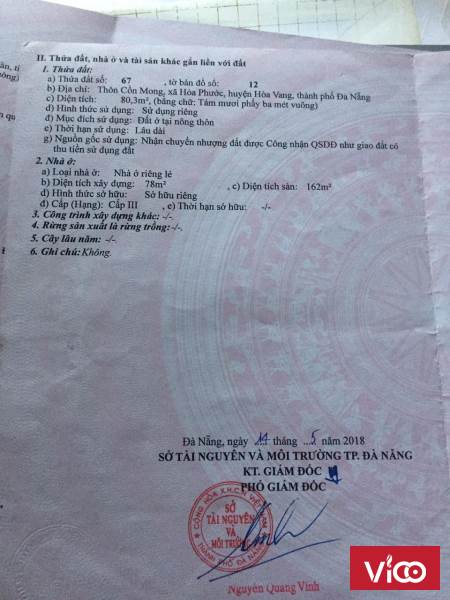 II. Thửa đất, nhà ở và tài sản khác gắn liền với đất
1. Thửa đất:
a) Thửa đất số: 67 , tờ bản đồ số: 12
b) Địa chỉ: Thôn Cồn Mong, xã Hòa Phước, huyện Hòa Vang, thành phố Đà Nẵng
c) Diện tích: 80,3m², (bằng chữ: Tám mươi phẩy ba mét vuông)
d) Hình thức sử dụng: Sử dụng riêng
đ) Mục đích sử dụng: Đất ở tại nông thôn
e) Thời hạn sử dụng: Lâu dài
g) Nguồn gốc sử dụng: Nhận chuyển nhượng đất được Công nhận QSDĐ như giao đất có
thu tiền sử dụng đất
2. Nhà ở:
a) Loại nhà ở: Nhà ở riêng lẻ
b) Diện tích xây dựng: 78m² , c) Diện tích sàn: 162m²
d) Hình thức sở hữu: Sở hữu riêng
đ) Cấp (Hạng): Cấp III , e) Thời hạn sở hữu: -/-
3. Công trình xây dựng khác: -/-
4. Rừng sản xuất là rừng trồng: -/-
5. Cây lâu năm: -/-
6. Ghi chú: Không.
Đà Nẵng, ngày 14 tháng 5 năm 2018
SỞ TÀI NGUYÊN VÀ MÔI TRƯỜNG TP. ĐÀ NẴNG
KT. GIÁM ĐỐC
PHÓ GIÁM ĐỐC
CỘNG HÒA X.H.C.N VIỆT NAM
SỞ
TÀI NGUYÊN
VÀ
MÔI TRƯỜNG
THÀNH PHỐ ĐÀ NẴNG
Nguyễn Quang Vinh
VICO